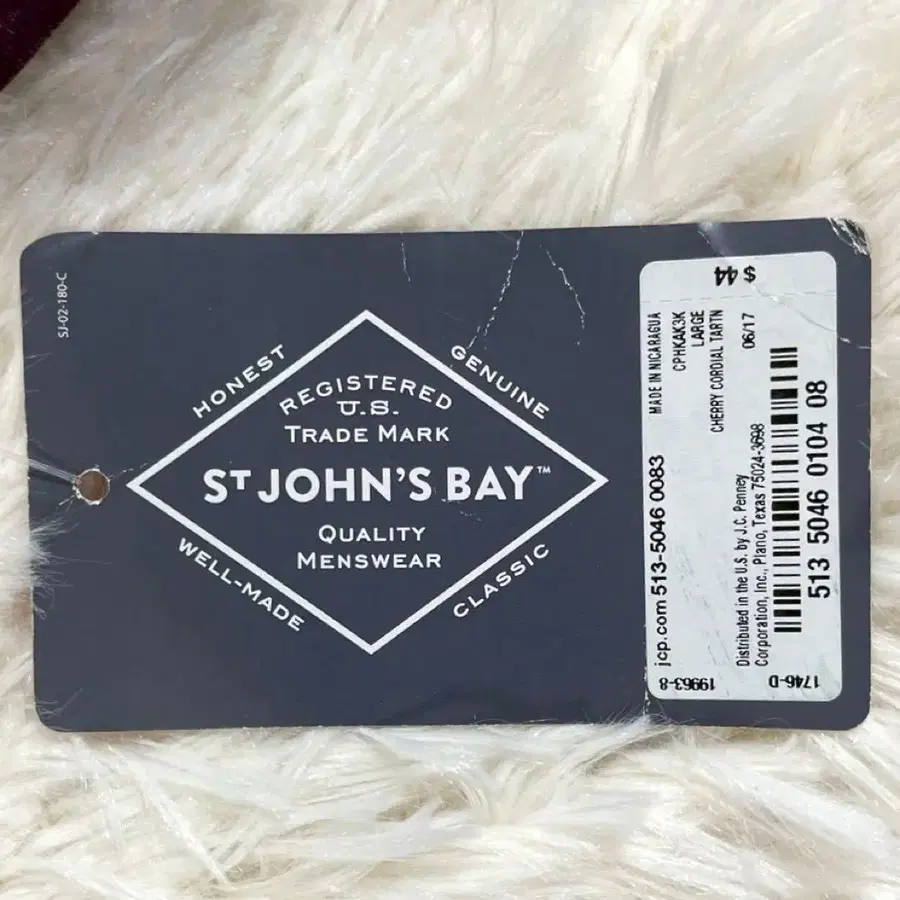 SJ-02-180-C
HONEST
GENUINE
REGISTERED
U.S.
TRADE MARK
ST JOHN'S BAY™
QUALITY
MENSWEAR
WELL-MADE
CLASSIC
$ 44
MADE IN NICARAGUA
CPHKAK3K
LARGE
CHERRY CORDIAL TARTN
06/17
jcp.com 513-5046 0083
Distributed in the U.S. by J.C. Penney
Corporation, Inc., Plano, Texas 75024-3698
513 5046 0104 08
19963-8
1746-D